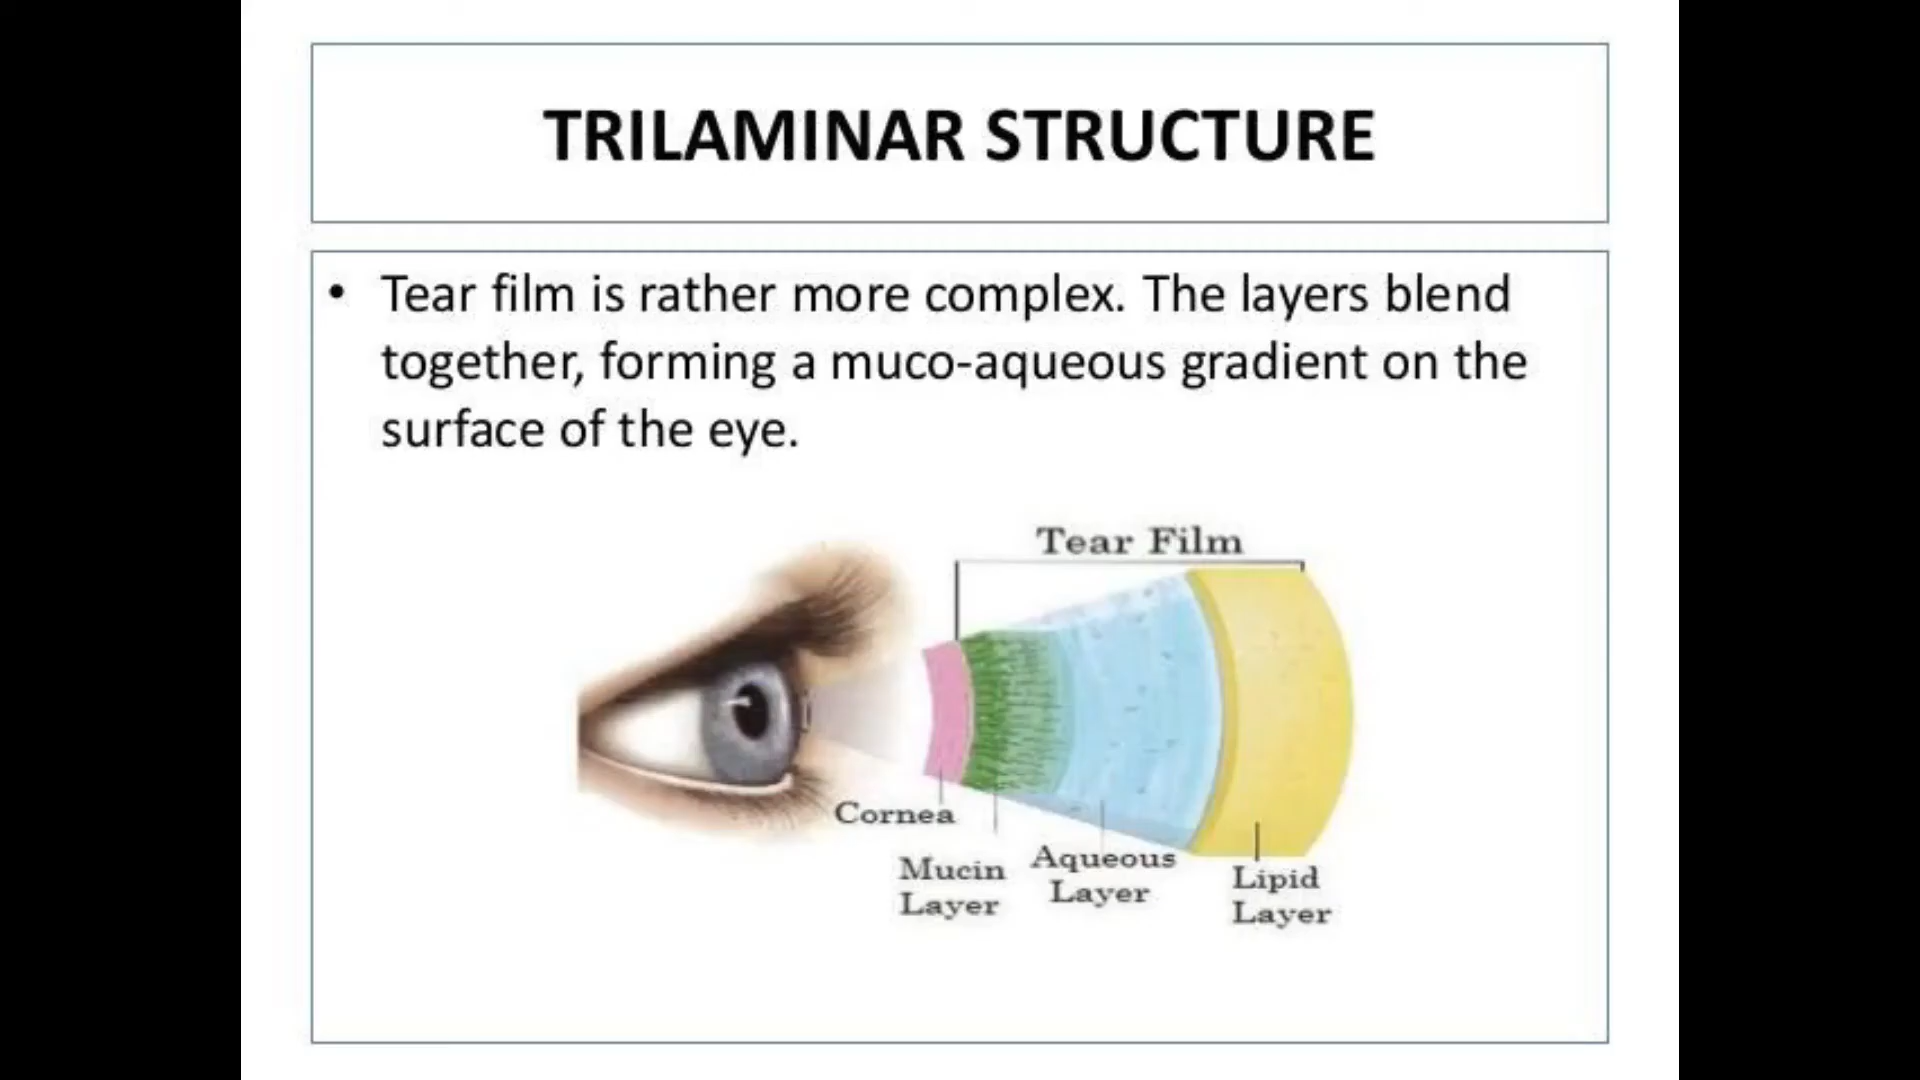 TRILAMINAR STRUCTURE
• Tear film is rather more complex. The layers blend
together, forming a muco-aqueous gradient on the
surface of the eye.
Tear Film
Cornea
Mucin
Layer
Aqueous
Layer
Lipid
Layer